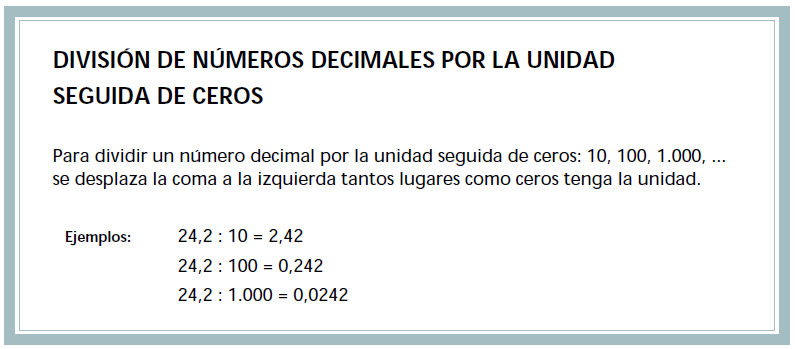 DIVISIÓN DE NÚMEROS DECIMALES POR LA UNIDAD
SEGUIDA DE CEROS
Para dividir un número decimal por la unidad seguida de ceros: 10, 100, 1.000, ...
se desplaza la coma a la izquierda tantos lugares como ceros tenga la unidad.
Ejemplos: 24,2 : 10 = 2,42
24,2 : 100 = 0,242
24,2 : 1.000 = 0,0242